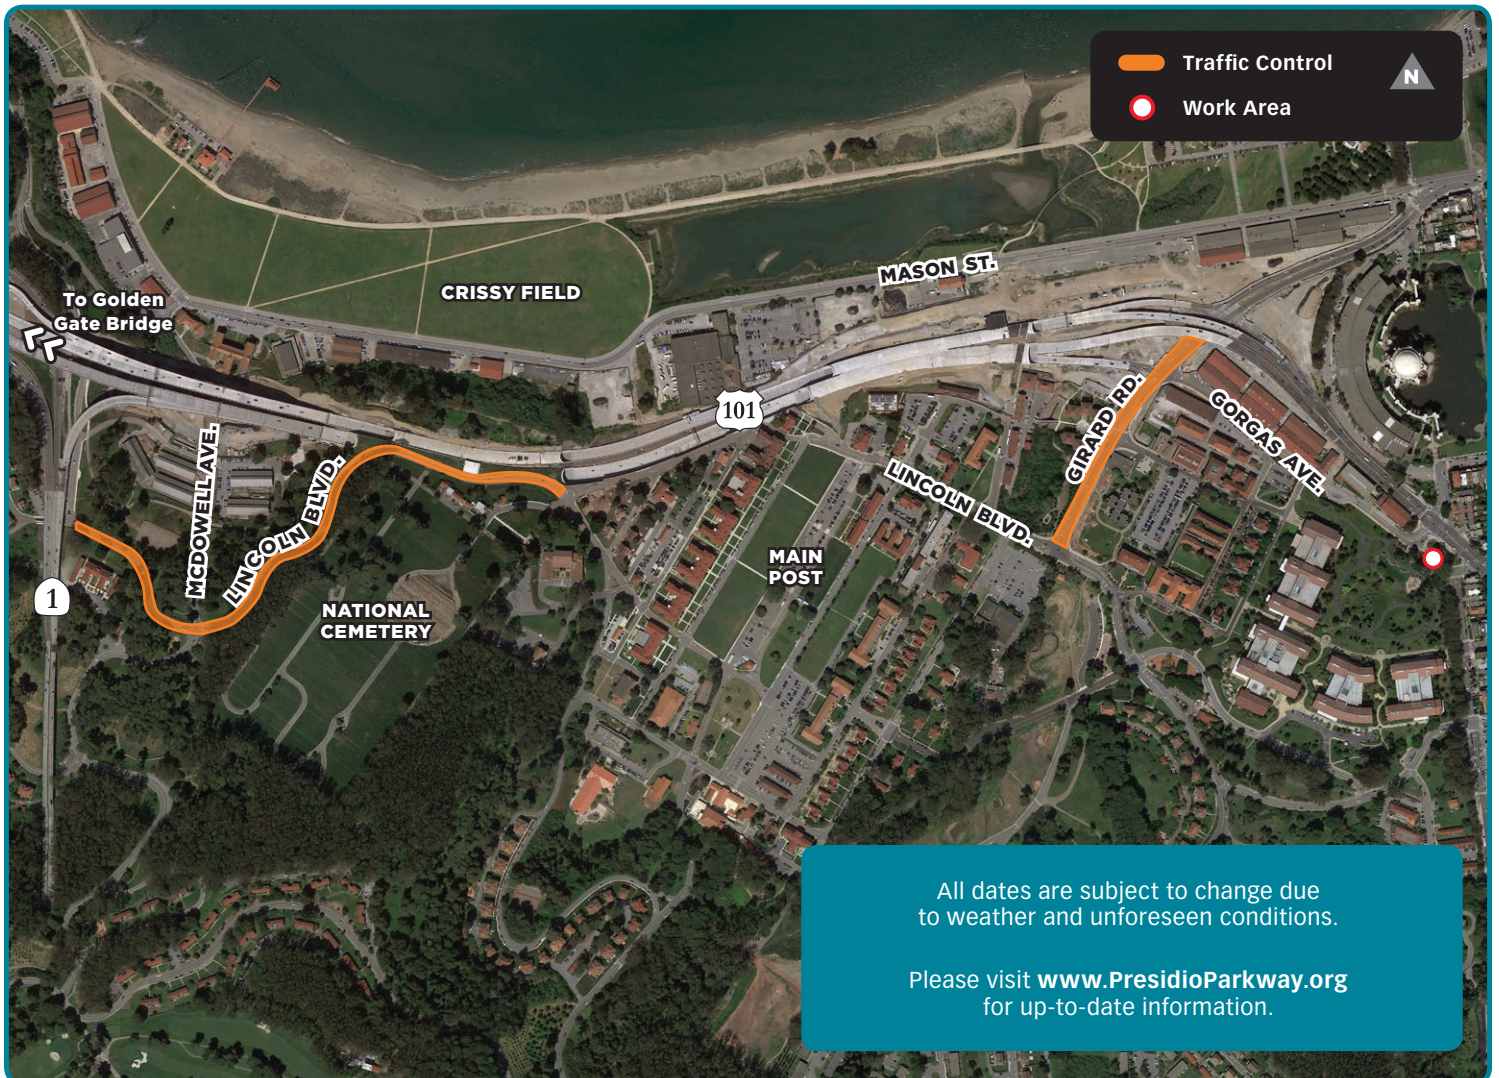 Traffic Control
N
Work Area
To Golden
Gate Bridge
CRISSY FIELD
MASON ST.
101
GIRARD RD.
GORGAS AVE.
MCDOWELL AVE.
LINCOLN BLVD.
LINCOLN BLVD.
MAIN
POST
1
NATIONAL
CEMETERY
All dates are subject to change due
to weather and unforeseen conditions.
Please visit www.PresidioParkway.org
for up-to-date information.